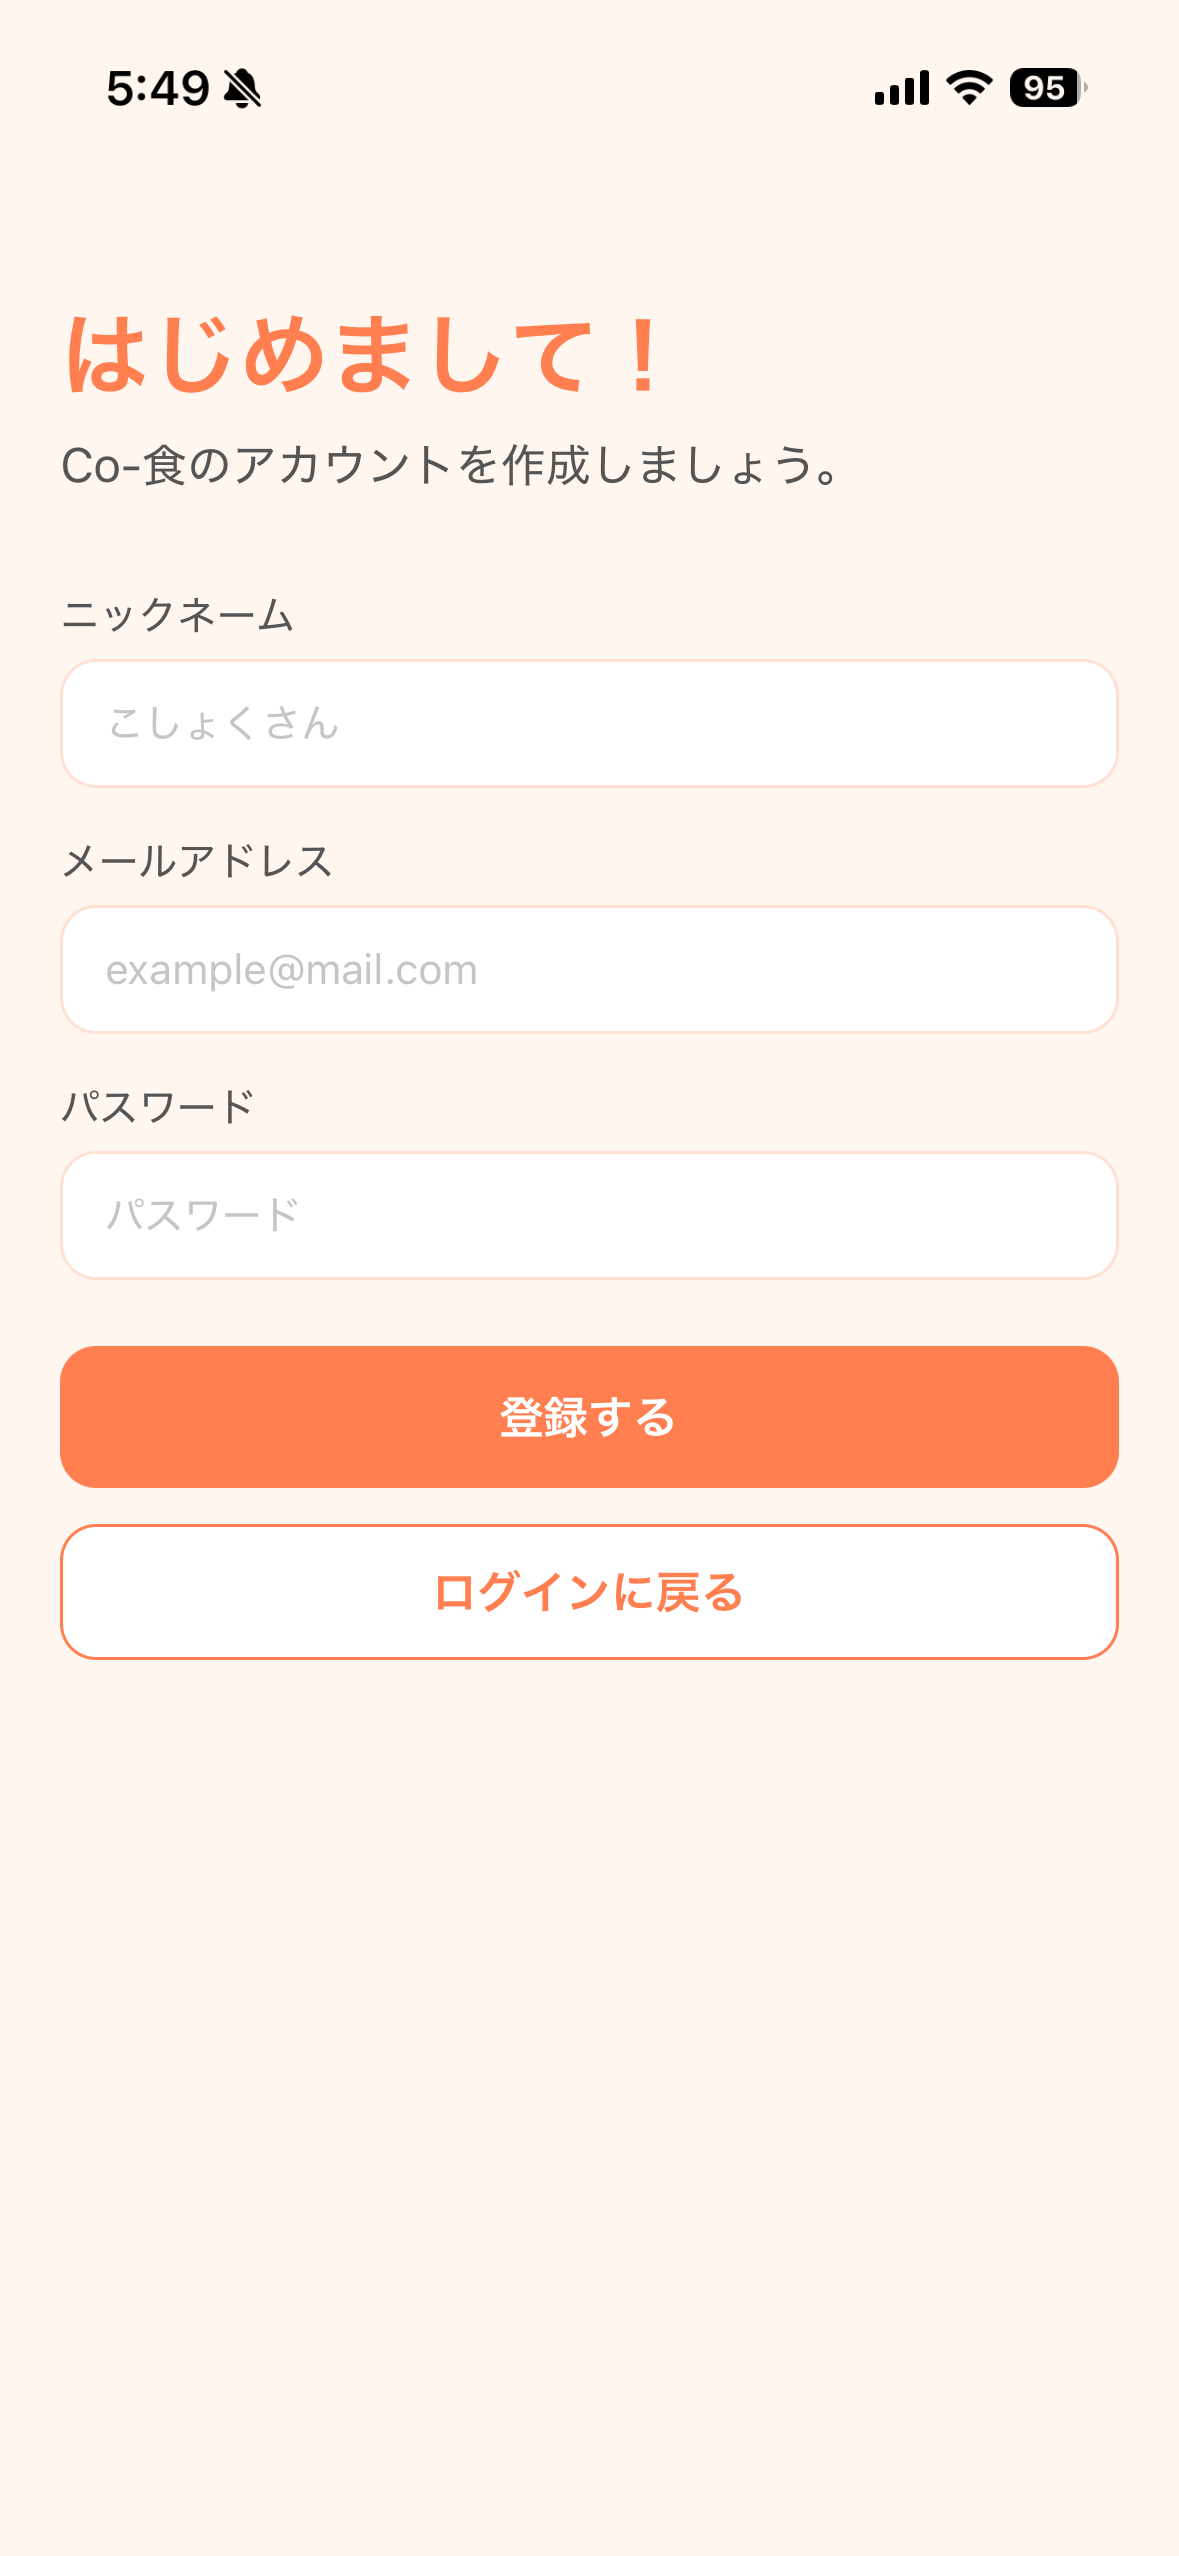 5:49
95
はじめまして！
Co-食のアカウントを作成しましょう。
ニックネーム
こしょくさん
メールアドレス
example@mail.com
パスワード
パスワード
登録する
ログインに戻る